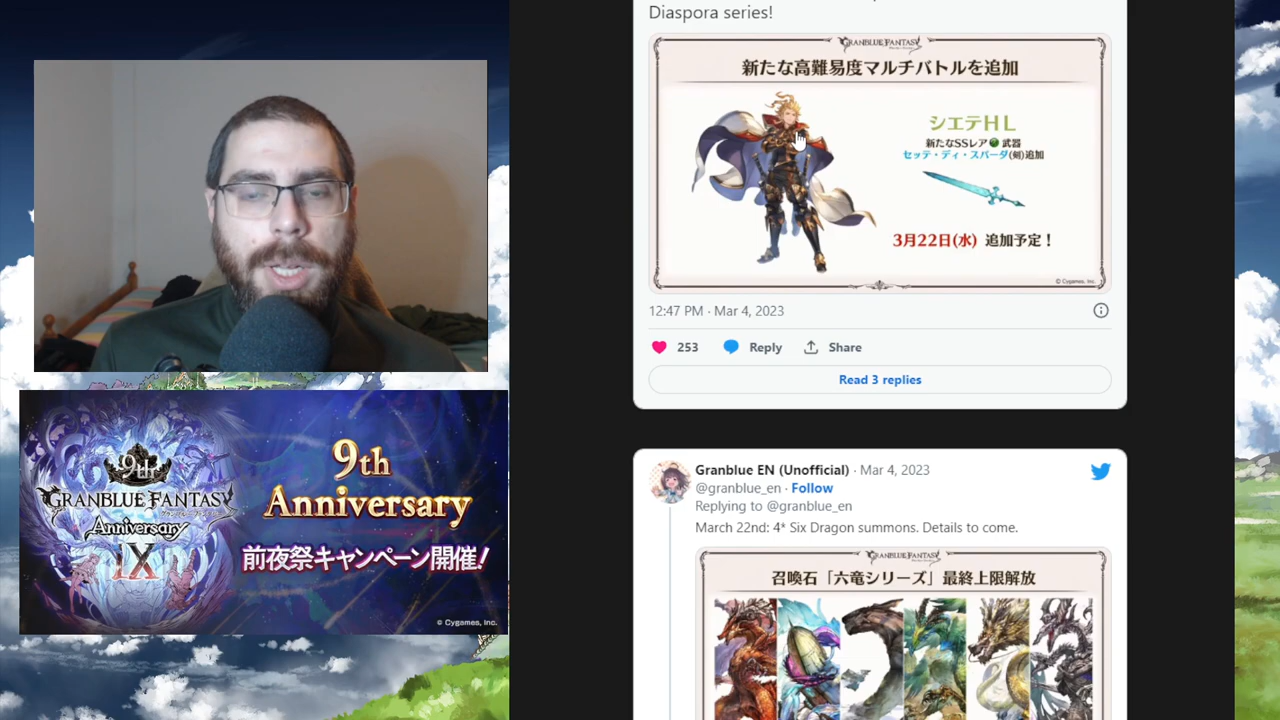 Diaspora series!
GRANBLUE FANTASY
新たな高難易度マルチバトルを追加
シエテHL
新たなSSレア 武器
セッテ・ディ・スパーダ(剣)追加
3月22日(水) 追加予定！
© Cygames, Inc.
12:47 PM · Mar 4, 2023
253 Reply Share
Read 3 replies
9th
GRANBLUE FANTASY
Anniversary
IX
9th
Anniversary
前夜祭キャンペーン開催！
© Cygames, Inc.
Granblue EN (Unofficial) · Mar 4, 2023
@granblue_en · Follow
Replying to @granblue_en
March 22nd: 4* Six Dragon summons. Details to come.
GRANBLUE FANTASY
召喚石「六竜シリーズ」最終上限解放